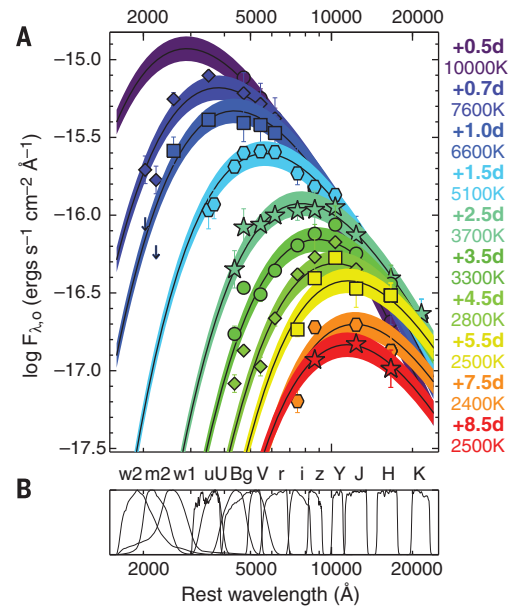 A
2000
5000
10000
20000
−15.0
−15.5
−16.0
−16.5
−17.0
−17.5
log F_λ,o (ergs s⁻¹ cm⁻² Å⁻¹)
+0.5d
10000K
+0.7d
7600K
+1.0d
6600K
+1.5d
5100K
+2.5d
3700K
+3.5d
3300K
+4.5d
2800K
+5.5d
2500K
+7.5d
2400K
+8.5d
2500K
w2 m2 w1 uU Bg V r i z Y J H K
B
2000
5000
10000
20000
Rest wavelength (Å)